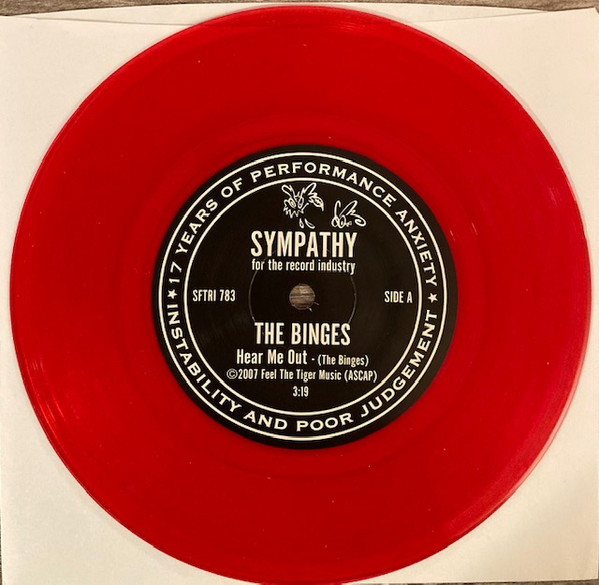 17 YEARS OF PERFORMANCE ANXIETY ★
INSTABILITY AND POOR JUDGEMENT ★
SYMPATHY
for the record industry
SFTRI 783
SIDE A
THE BINGES
Hear Me Out - (The Binges)
©2007 Feel The Tiger Music (ASCAP)
3:19